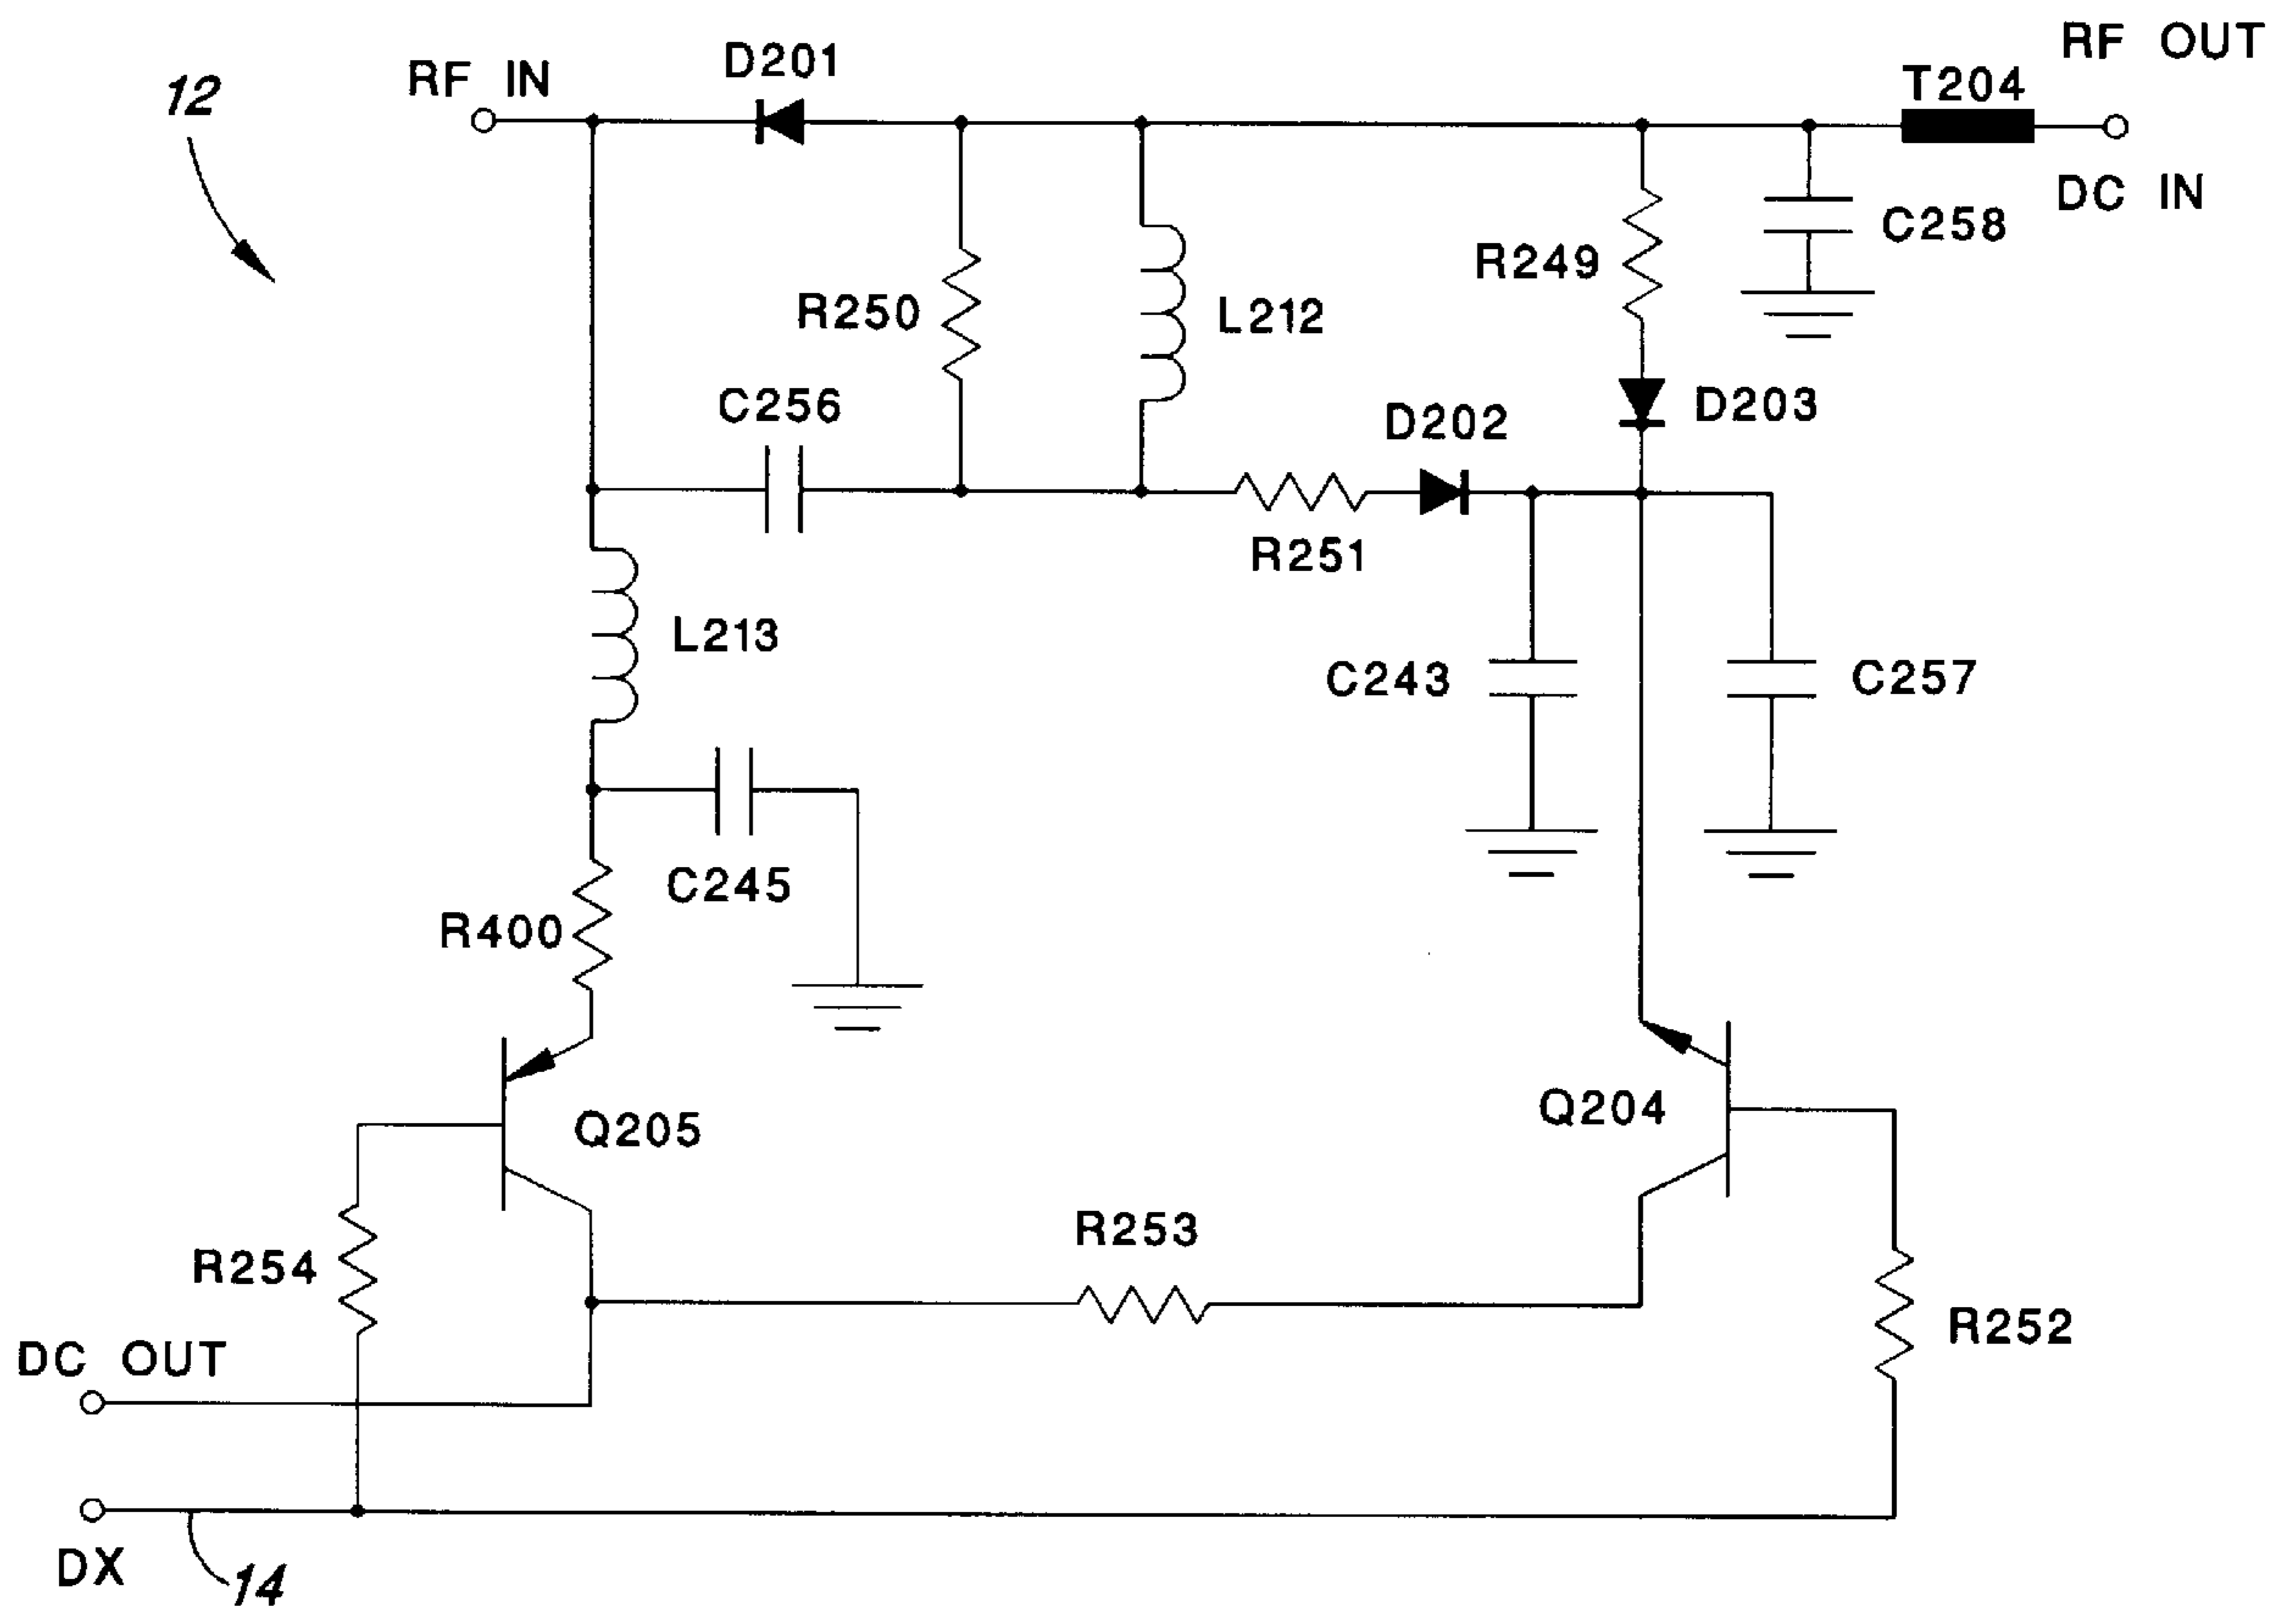 RF OUT
D201
RF IN
T204
12
DC IN
C258
R249
R250
L212
C256
D203
D202
R251
L213
C243
C257
C245
R400
Q204
Q205
R253
R254
R252
DC OUT
DX
14